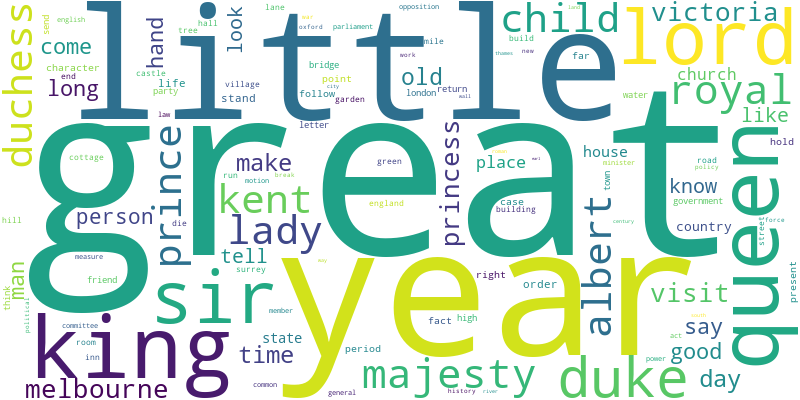 little
great
year
king
queen
lord
sir
duke
duchess
royal
child
victoria
majesty
kent
lady
prince
albert
princess
melbourne
old
long
come
hand
look
man
person
make
tell
time
place
house
know
church
like
visit
say
good
day
country
state
right
order
fact
high
period
government
stand
follow
life
village
bridge
point
garden
london
return
letter
castle
party
character
end
send
english
tree
hall
lane
parliament
opposition
mile
oxford
build
new
far
work
city
wall
thames
land
water
hold
road
policy
minister
town
street
force
century
present
case
building
green
england
run
motion
break
surrey
die
cottage
hill
measure
friend
think
political
committee
room
inn
law
member
common
general
history
river
power
act
met